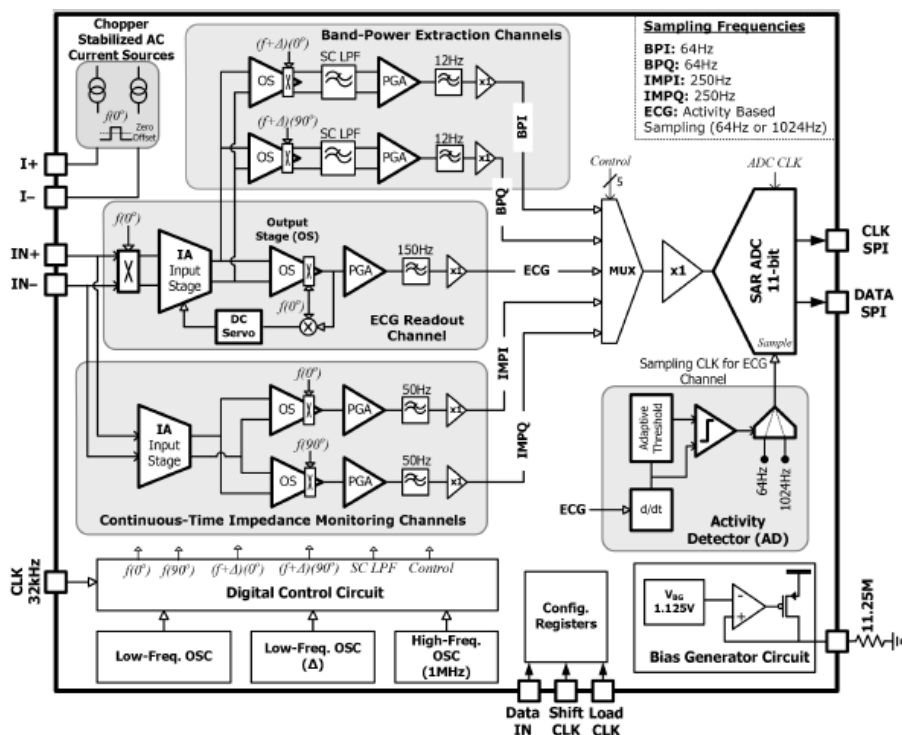 Chopper
Stabilized AC
Current Sources
f(0°)
Zero
Offset
Band-Power Extraction Channels
(f+Δ)(0°)
OS
SC LPF
PGA
12Hz
x1
(f+Δ)(90°)
OS
SC LPF
PGA
12Hz
x1
BPI
BPQ
Sampling Frequencies
BPI: 64Hz
BPQ: 64Hz
IMPI: 250Hz
IMPQ: 250Hz
ECG: Activity Based
Sampling (64Hz or 1024Hz)
I+
I−
IN+
IN−
f(0°)
IA
Input
Stage
Output
Stage (OS)
OS
PGA
150Hz
x1
ECG
DC
Servo
f(0°)
ECG Readout
Channel
Control
5
MUX
x1
ADC CLK
SAR ADC
11-bit
Sample
CLK
SPI
DATA
SPI
IA
Input
Stage
f(0°)
OS
PGA
50Hz
x1
IMPI
f(90°)
OS
PGA
50Hz
x1
IMPQ
Continuous-Time Impedance Monitoring Channels
Sampling CLK for ECG
Channel
Adaptive
Threshold
d/dt
ECG
64Hz
1024Hz
Activity
Detector (AD)
CLK
32kHz
f(0°)
f(90°)
(f+Δ)(0°)
(f+Δ)(90°)
SC LPF
Control
Digital Control Circuit
Low-Freq. OSC
Low-Freq. OSC
(Δ)
High-Freq.
OSC
(1MHz)
Config.
Registers
Data
IN
Shift
CLK
Load
CLK
VBG
1.125V
−
+
Bias Generator Circuit
11.25M